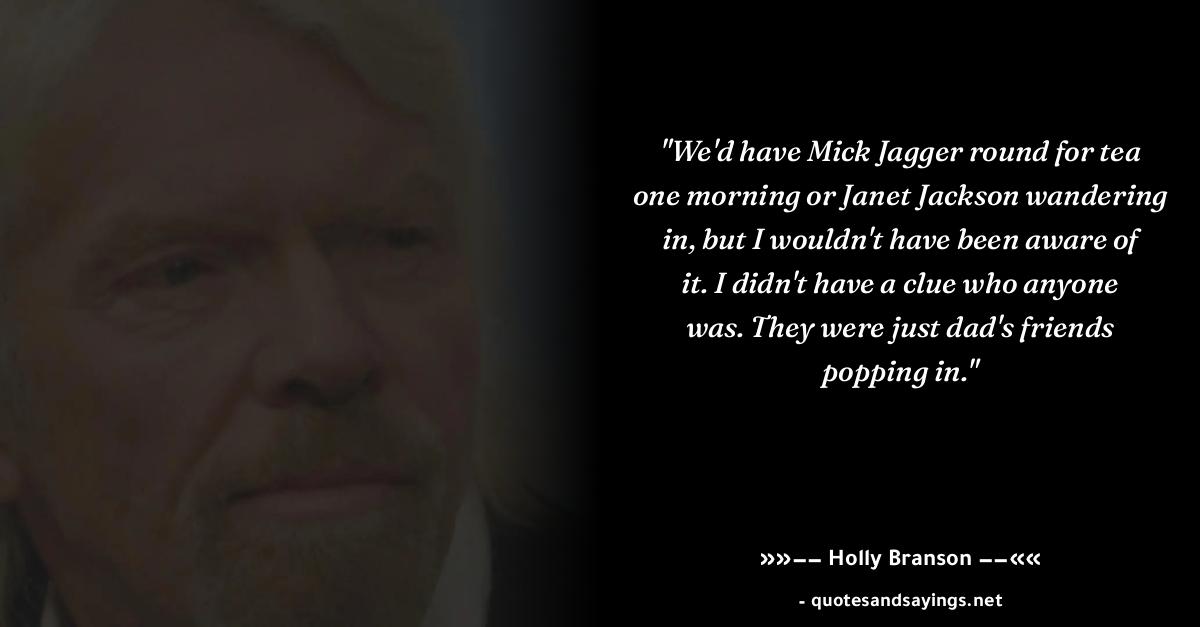 "We'd have Mick Jagger round for tea
one morning or Janet Jackson wandering
in, but I wouldn't have been aware of
it. I didn't have a clue who anyone
was. They were just dad's friends
popping in."
»»−− Holly Branson −−««
- quotesandsayings.net